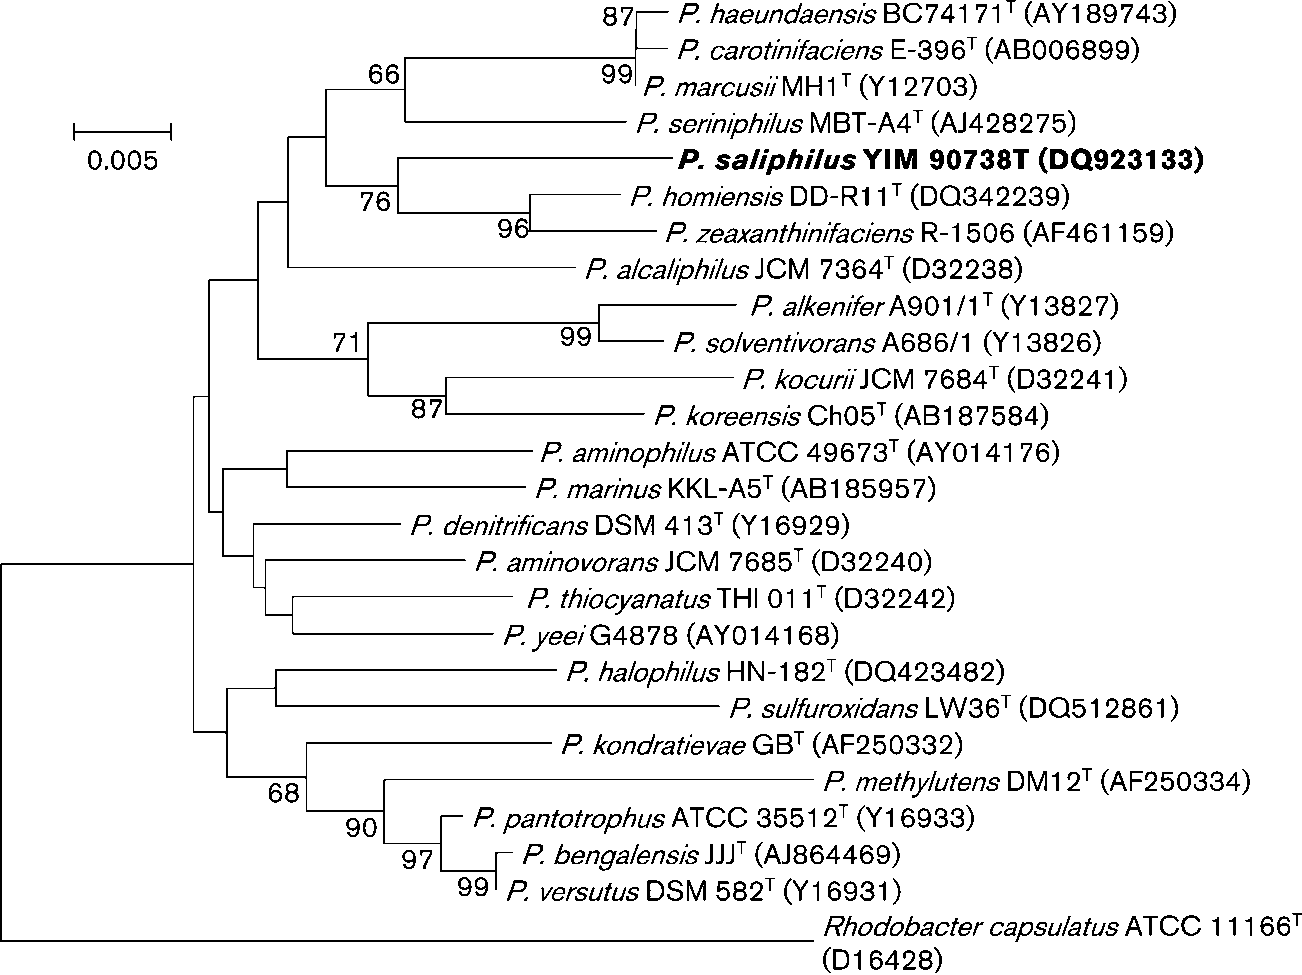 87 P. haeundaensis BC74171ᵀ (AY189743)
P. carotinifaciens E-396ᵀ (AB006899)
99 P. marcusii MH1ᵀ (Y12703)
66
P. seriniphilus MBT-A4ᵀ (AJ428275)
0.005
P. saliphilus YIM 90738T (DQ923133)
76
P. homiensis DD-R11ᵀ (DQ342239)
96
P. zeaxanthinifaciens R-1506 (AF461159)
P. alcaliphilus JCM 7364ᵀ (D32238)
P. alkenifer A901/1ᵀ (Y13827)
71
99
P. solventivorans A686/1 (Y13826)
P. kocurii JCM 7684ᵀ (D32241)
87
P. koreensis Ch05ᵀ (AB187584)
P. aminophilus ATCC 49673ᵀ (AY014176)
P. marinus KKL-A5ᵀ (AB185957)
P. denitrificans DSM 413ᵀ (Y16929)
P. aminovorans JCM 7685ᵀ (D32240)
P. thiocyanatus THI 011ᵀ (D32242)
P. yeei G4878 (AY014168)
P. halophilus HN-182ᵀ (DQ423482)
P. sulfuroxidans LW36ᵀ (DQ512861)
P. kondratievae GBᵀ (AF250332)
68
P. methylutens DM12ᵀ (AF250334)
P. pantotrophus ATCC 35512ᵀ (Y16933)
90
97
P. bengalensis JJJᵀ (AJ864469)
99
P. versutus DSM 582ᵀ (Y16931)
Rhodobacter capsulatus ATCC 11166ᵀ
(D16428)